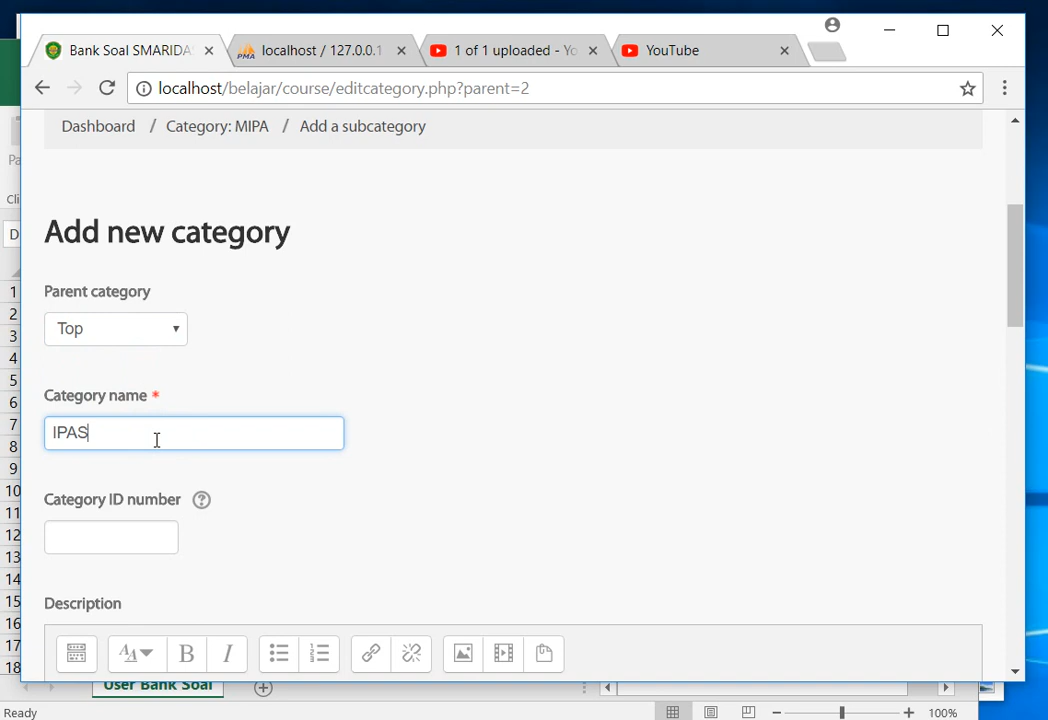 Bank Soal SMARIDA
localhost / 127.0.0.1
1 of 1 uploaded - Yo
YouTube
localhost/belajar/course/editcategory.php?parent=2
Dashboard / Category: MIPA / Add a subcategory
Add new category
Parent category
Top
Category name *
IPAS
Category ID number
Description
B I
Pa
Cli
D
1
2
3
4
5
6
7
8
9
10
11
12
13
14
15
16
17
18
User Bank Soal
Ready
100%